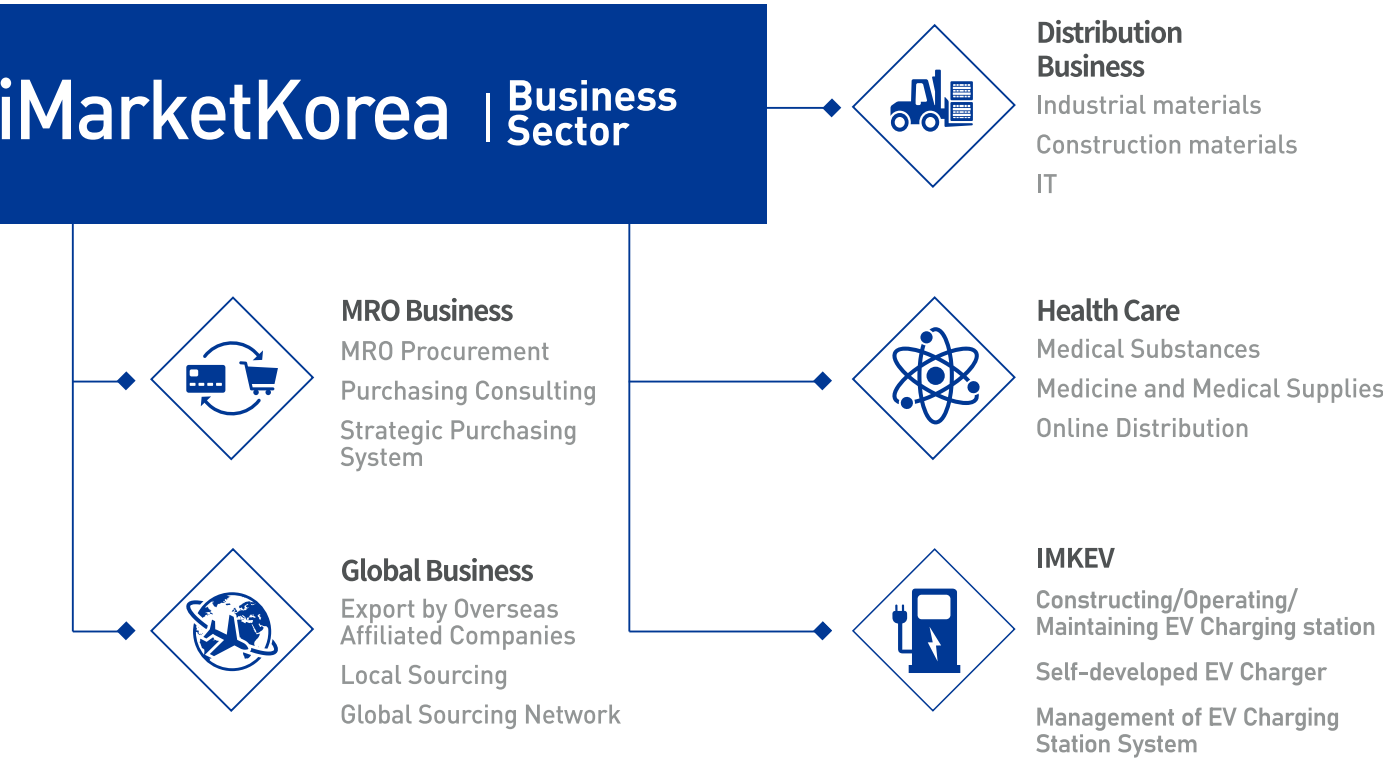 iMarketKorea
Business
Sector
Distribution
Business
Industrial materials
Construction materials
IT
MRO Business
MRO Procurement
Purchasing Consulting
Strategic Purchasing
System
Health Care
Medical Substances
Medicine and Medical Supplies
Online Distribution
Global Business
Export by Overseas
Affiliated Companies
Local Sourcing
Global Sourcing Network
IMKEV
Constructing/Operating/
Maintaining EV Charging station
Self-developed EV Charger
Management of EV Charging
Station System